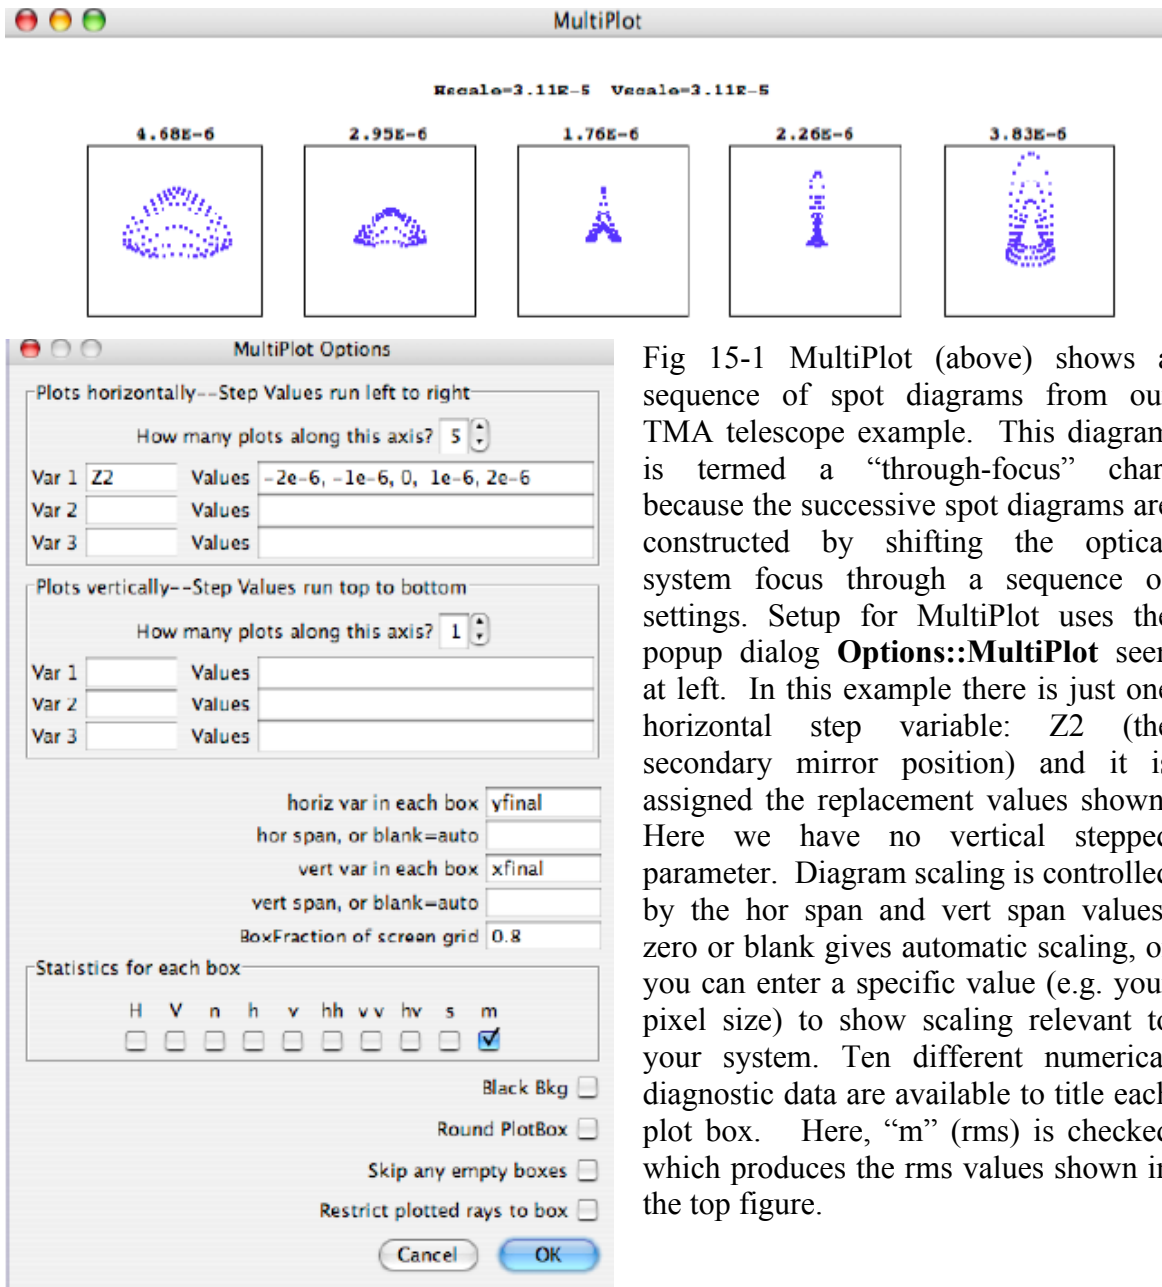 MultiPlot
Hscale=3.11E-5 Vscale=3.11E-5
4.68E-6 2.95E-6 1.76E-6 2.26E-6 3.83E-6
MultiPlot Options
Plots horizontally--Step Values run left to right
How many plots along this axis? 5
Var 1 Z2 Values -2e-6, -1e-6, 0, 1e-6, 2e-6
Var 2 Values
Var 3 Values
Plots vertically--Step Values run top to bottom
How many plots along this axis? 1
Var 1 Values
Var 2 Values
Var 3 Values
horiz var in each box yfinal
hor span, or blank=auto
vert var in each box xfinal
vert span, or blank=auto
BoxFraction of screen grid 0.8
Statistics for each box
H V n h v hh vv hv s m
Black Bkg
Round PlotBox
Skip any empty boxes
Restrict plotted rays to box
Cancel OK
Fig 15-1 MultiPlot (above) shows a
sequence of spot diagrams from ou
TMA telescope example. This diagram
is termed a “through-focus” char
because the successive spot diagrams are
constructed by shifting the optica
system focus through a sequence o
settings. Setup for MultiPlot uses the
popup dialog Options::MultiPlot seen
at left. In this example there is just one
horizontal step variable: Z2 (the
secondary mirror position) and it is
assigned the replacement values shown
Here we have no vertical stepped
parameter. Diagram scaling is controlled
by the hor span and vert span values
zero or blank gives automatic scaling, o
you can enter a specific value (e.g. you
pixel size) to show scaling relevant to
your system. Ten different numerica
diagnostic data are available to title each
plot box. Here, “m” (rms) is checked
which produces the rms values shown in
the top figure.